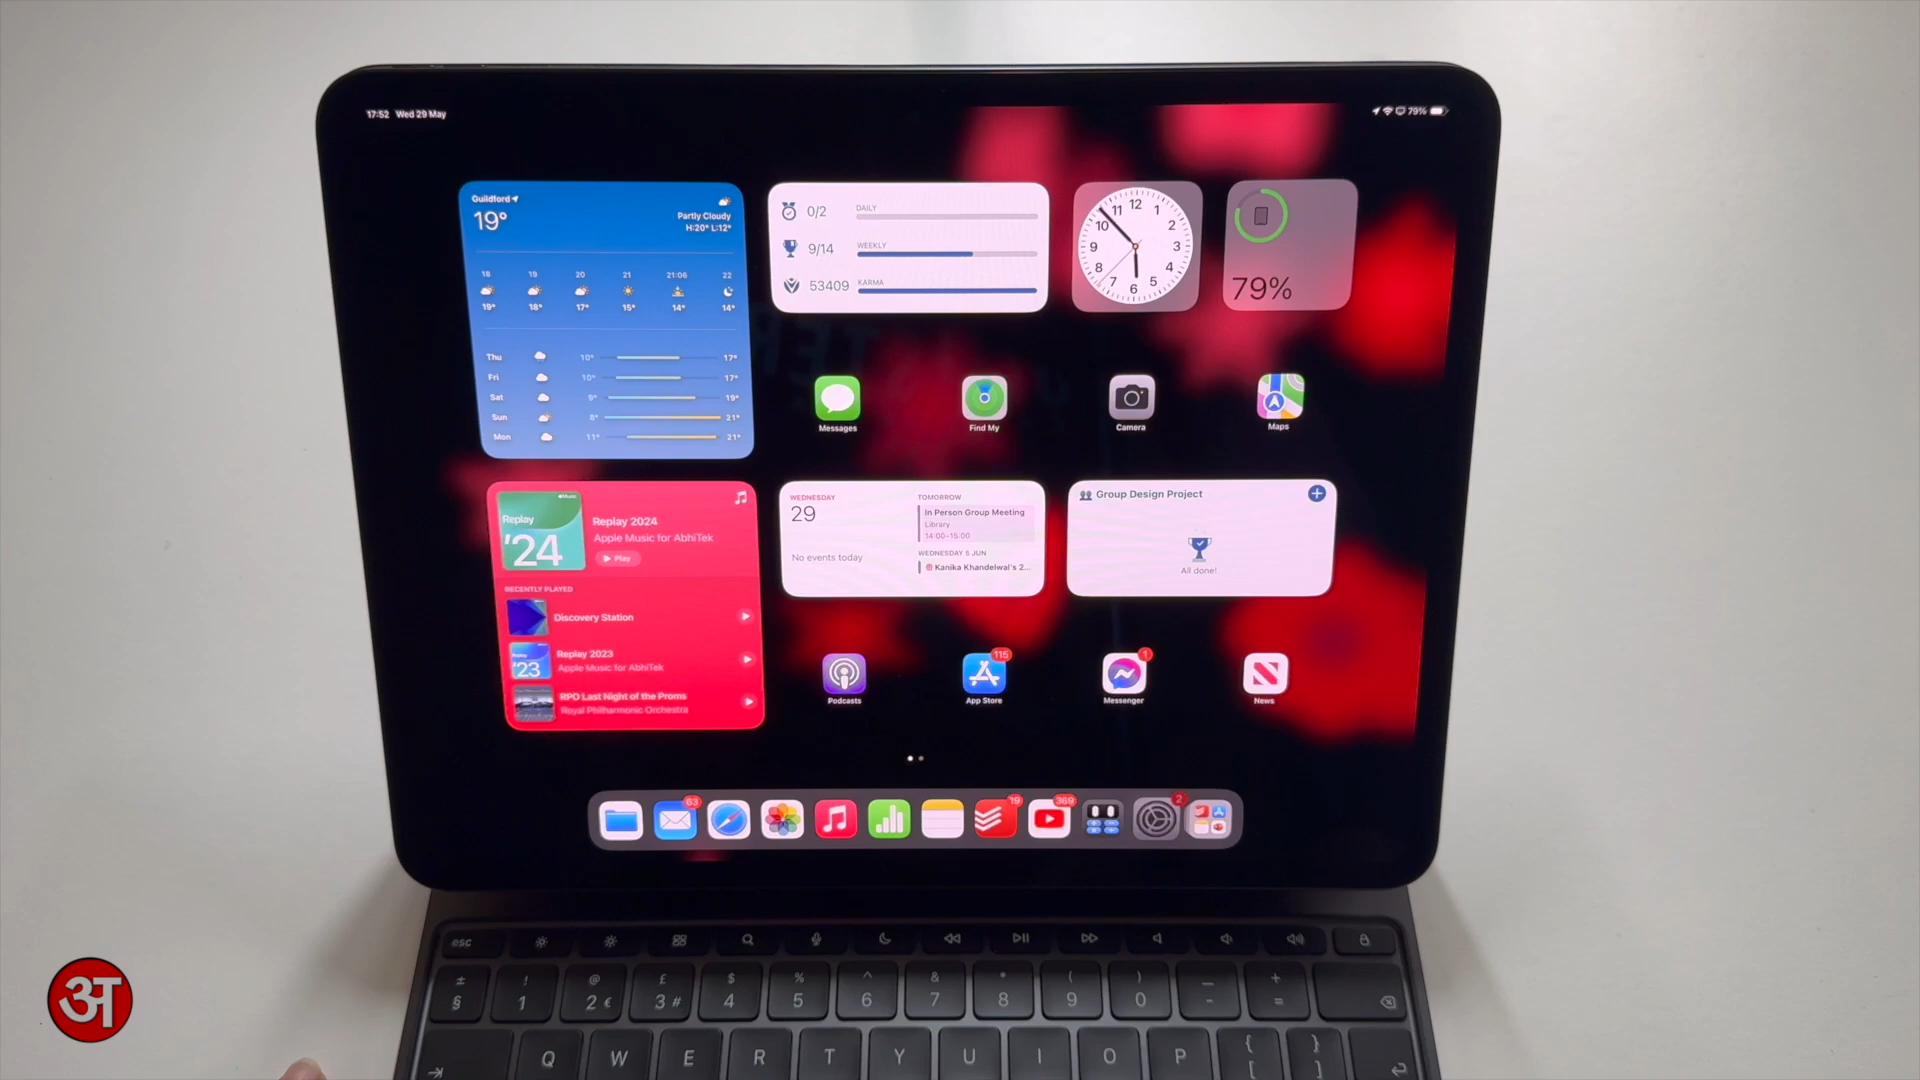 17:52 Wed 29 May
79%
Guildford
19°
Partly Cloudy
H:20° L:12°
18 19 20 21 21:06 22
19° 18° 17° 15° 14° 14°
Thu 10° 17°
Fri 10° 17°
Sat 9° 19°
Sun 8° 21°
Mon 11° 21°
0/2 DAILY
9/14 WEEKLY
53409 KARMA
12
1
2
3
4
5
6
7
8
9
10
11
79%
Messages
Find My
Camera
Maps
Music
Replay
'24
Replay 2024
Apple Music for AbhiTek
Play
RECENTLY PLAYED
Discovery Station
Replay
'23
Replay 2023
Apple Music for AbhiTek
RPO Last Night of the Proms
Royal Philharmonic Orchestra
WEDNESDAY
29
No events today
TOMORROW
In Person Group Meeting
Library
14:00–15:00
WEDNESDAY 5 JUN
Kanika Khandelwal's 2...
Group Design Project
All done!
Podcasts
115
App Store
1
Messenger
News
63
19
369
2
esc
± ! @ £ $ % ^ & * ( ) _ +
§ 1 2 € 3 # 4 5 6 7 8 9 0 - =
Q W E R T Y U I O P { }
[ ]
अ